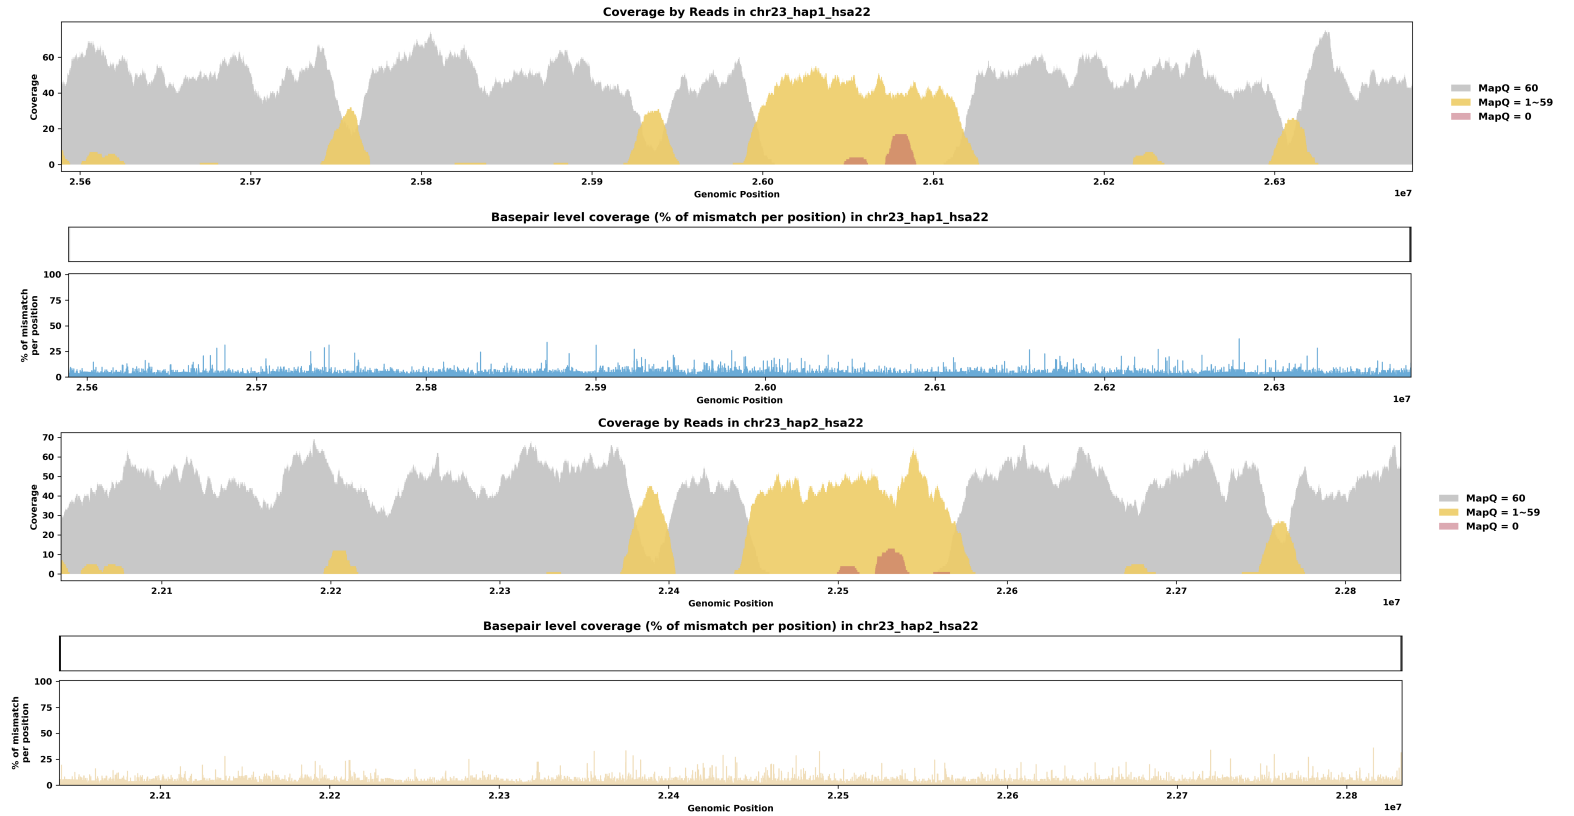 Coverage by Reads in chr23_hap1_hsa22
Coverage
60
40
20
0
2.56 2.57 2.58 2.59 2.60 2.61 2.62 2.63
Genomic Position
1e7
MapQ = 60
MapQ = 1~59
MapQ = 0
Basepair level coverage (% of mismatch per position) in chr23_hap1_hsa22
% of mismatch
per position
100
75
50
25
0
2.56 2.57 2.58 2.59 2.60 2.61 2.62 2.63
Genomic Position
1e7
Coverage by Reads in chr23_hap2_hsa22
Coverage
70
60
50
40
30
20
10
0
2.21 2.22 2.23 2.24 2.25 2.26 2.27 2.28
Genomic Position
1e7
MapQ = 60
MapQ = 1~59
MapQ = 0
Basepair level coverage (% of mismatch per position) in chr23_hap2_hsa22
% of mismatch
per position
100
75
50
25
0
2.21 2.22 2.23 2.24 2.25 2.26 2.27 2.28
Genomic Position
1e7